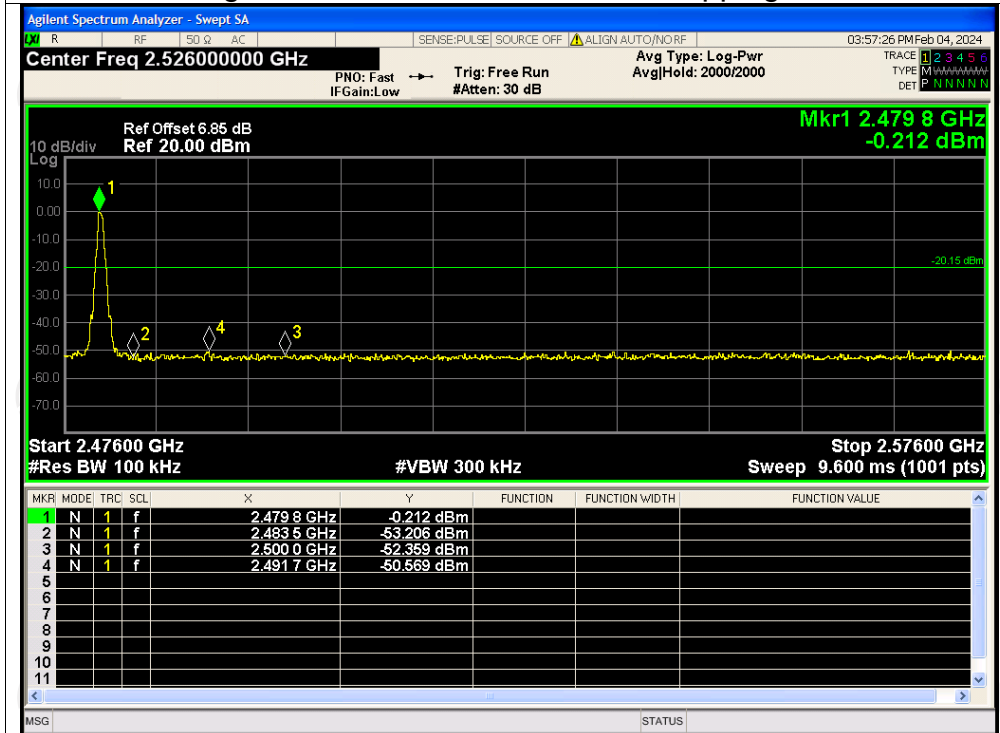 Agilent Spectrum Analyzer - Swept SA
LXI R RF 50 Ω AC SENSE:PULSE SOURCE OFF ALIGN AUTO/NO RF 03:57:26 PM Feb 04, 2024
Center Freq 2.526000000 GHz
PNO: Fast
IFGain:Low
Trig: Free Run
#Atten: 30 dB
Avg Type: Log-Pwr
Avg|Hold: 2000/2000
TRACE 1 2 3 4 5 6
TYPE M
DET P N N N N N
Mkr1 2.479 8 GHz
-0.212 dBm
Ref Offset 6.85 dB
10 dB/div Ref 20.00 dBm
Log
10.0
0.00
-10.0
-20.0
-30.0
-40.0
-50.0
-60.0
-70.0
1
2
4
3
-20.15 dBm
Start 2.47600 GHz Stop 2.57600 GHz
#Res BW 100 kHz #VBW 300 kHz Sweep 9.600 ms (1001 pts)
MKR MODE TRC SCL X Y FUNCTION FUNCTION WIDTH FUNCTION VALUE
1 N 1 f 2.479 8 GHz -0.212 dBm
2 N 1 f 2.483 5 GHz -53.206 dBm
3 N 1 f 2.500 0 GHz -52.359 dBm
4 N 1 f 2.491 7 GHz -50.569 dBm
5
6
7
8
9
10
11
MSG STATUS